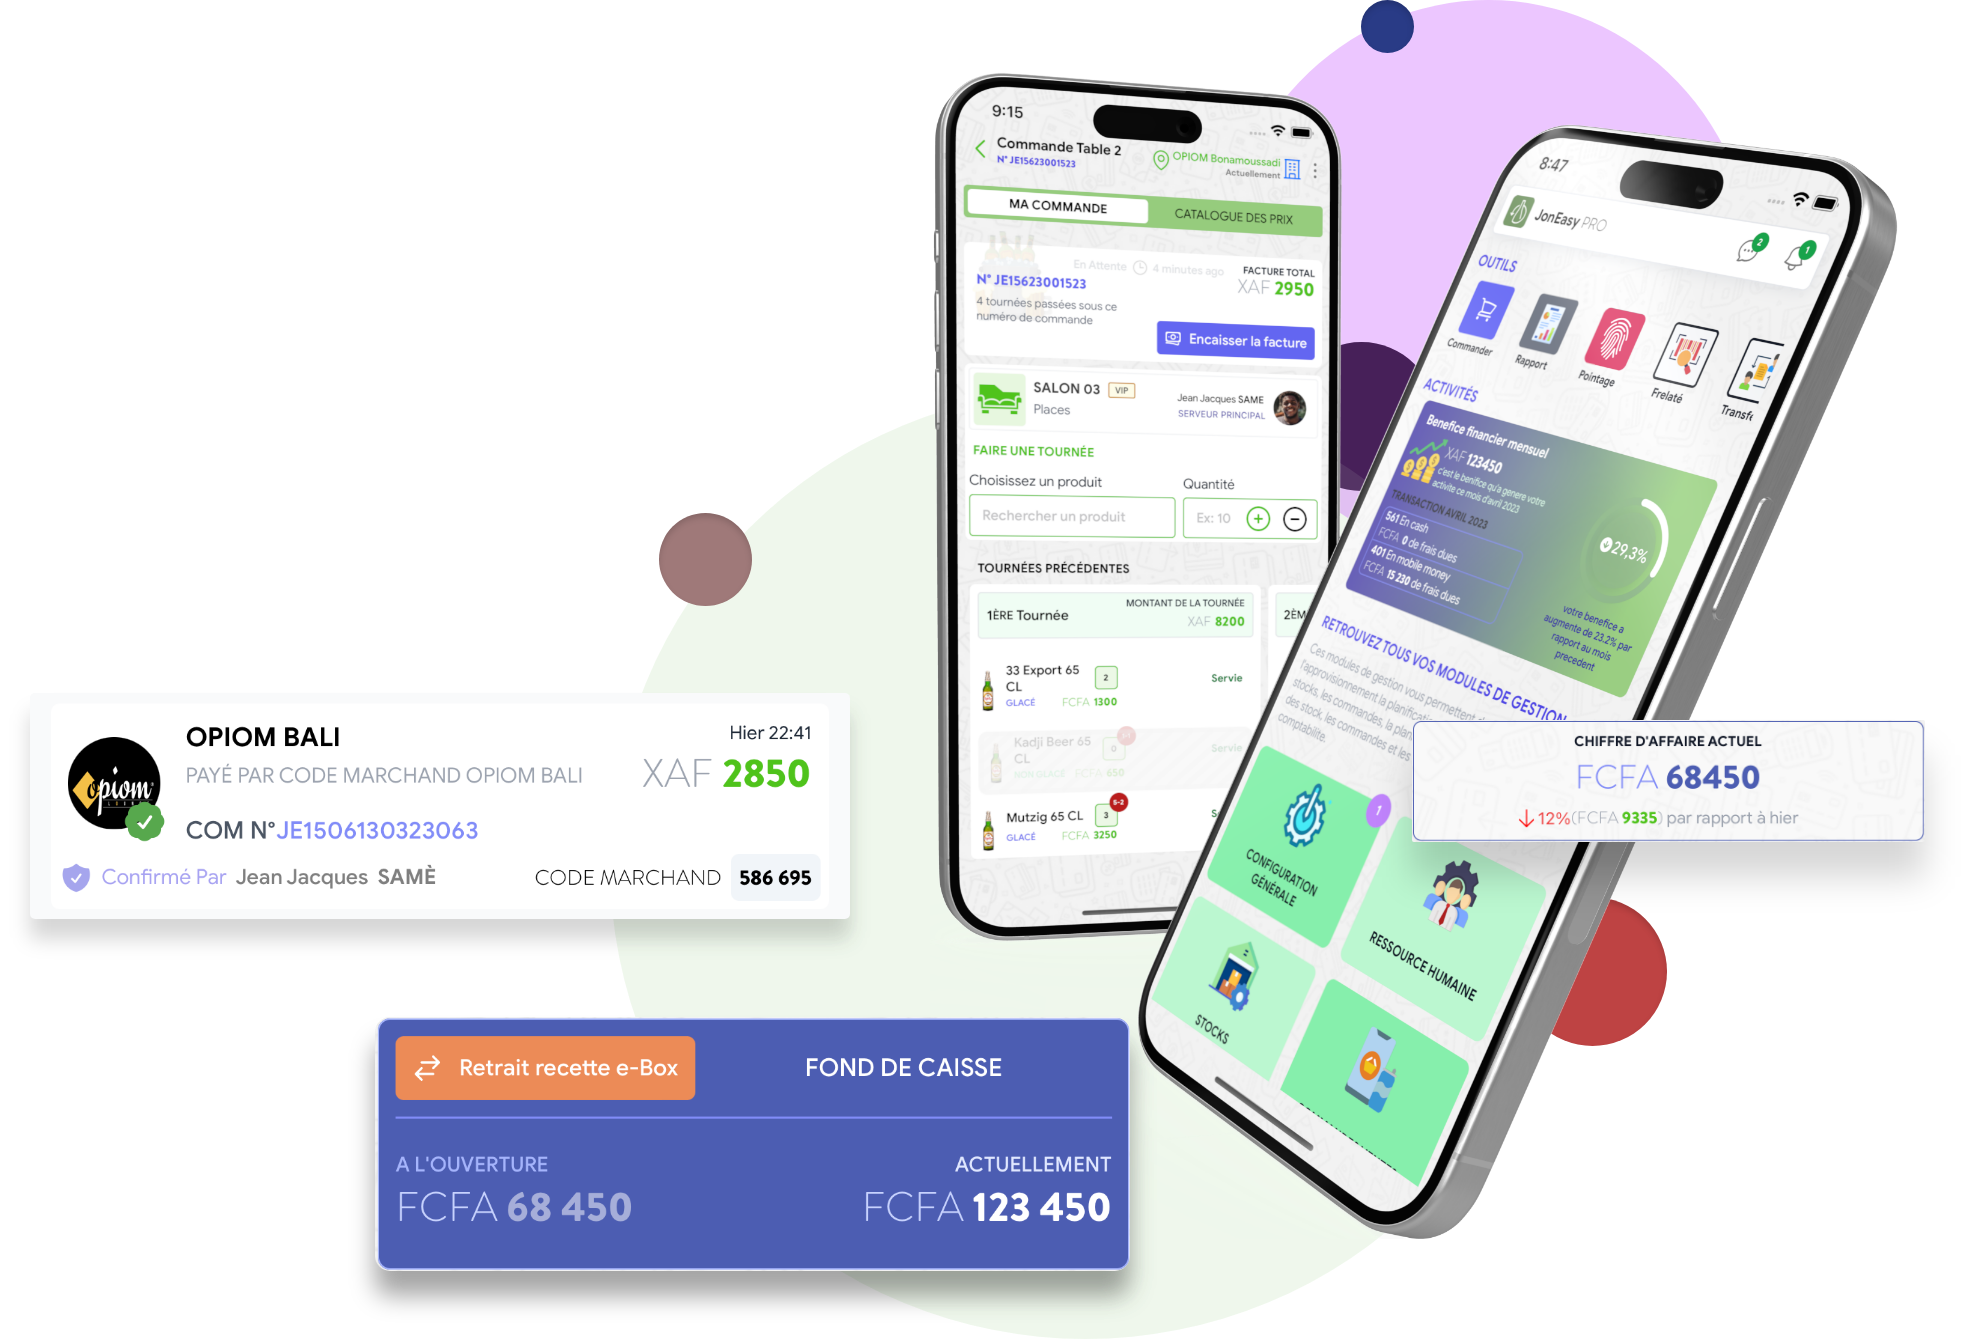 9:15
Commande Table 2
N° JE15623001523
OPIOM Bonamoussadi
Actuellement
MA COMMANDE
CATALOGUE DES PRIX
En Attente 4 minutes ago
FACTURE TOTAL
XAF 2950
N° JE15623001523
4 tournées passées sous ce
numéro de commande
Encaisser la facture
SALON 03 VIP
Places
Jean Jacques SAME
SERVEUR PRINCIPAL
FAIRE UNE TOURNÉE
Choisissez un produit
Quantité
Rechercher un produit
Ex: 10
TOURNÉES PRÉCÉDENTES
1ÈRE Tournée
MONTANT DE LA TOURNÉE
XAF 8200
2ÈM
33 Export 65
CL
2
Servie
GLACÉ
FCFA 1300
Kadji Beer 65
CL
0
Servie
NON GLACÉ FCFA 650
Mutzig 65 CL
5-2
3
S
GLACÉ
FCFA 3250
8:47
JonEasy PRO
2
1
OUTILS
Commander
Rapport
Pointage
Frelaté
Transfe
ACTIVITÉS
Benefice financier mensuel
XAF 123450
c'est le benifice qu'a genere votre
activite ce mois d'avril 2023
TRANSACTION AVRIL 2023
561 En cash
FCFA 0 de frais dues
401 En mobile money
FCFA 15 230 de frais dues
29,3%
votre benefice a
augmente de 23.2% par
rapport au mois
precedent
RETROUVEZ TOUS VOS MODULES DE GESTION
Ces modules de gestion vous permettent d
l'approvisionnement la planificati
stocks, les commandes, la plan
des stock, les commandes et les
comptabilite.
1
CONFIGURATION
GÉNÉRALE
RESSOURCE HUMAINE
STOCKS
CHIFFRE D'AFFAIRE ACTUEL
FCFA 68450
12%(FCFA 9335) par rapport à hier
opiom
OPIOM BALI
Hier 22:41
PAYÉ PAR CODE MARCHAND OPIOM BALI
XAF 2850
COM N°JE1506130323063
Confirmé Par Jean Jacques SAMÈ
CODE MARCHAND 586 695
Retrait recette e-Box
FOND DE CAISSE
A L'OUVERTURE
FCFA 68 450
ACTUELLEMENT
FCFA 123 450